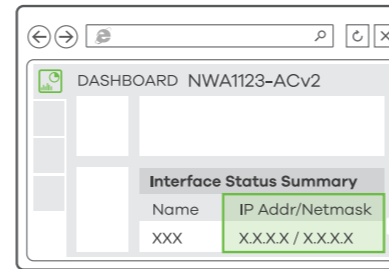 DASHBOARD NWA1123-ACv2
Interface Status Summary
Name IP Addr/Netmask
XXX X.X.X.X / X.X.X.X